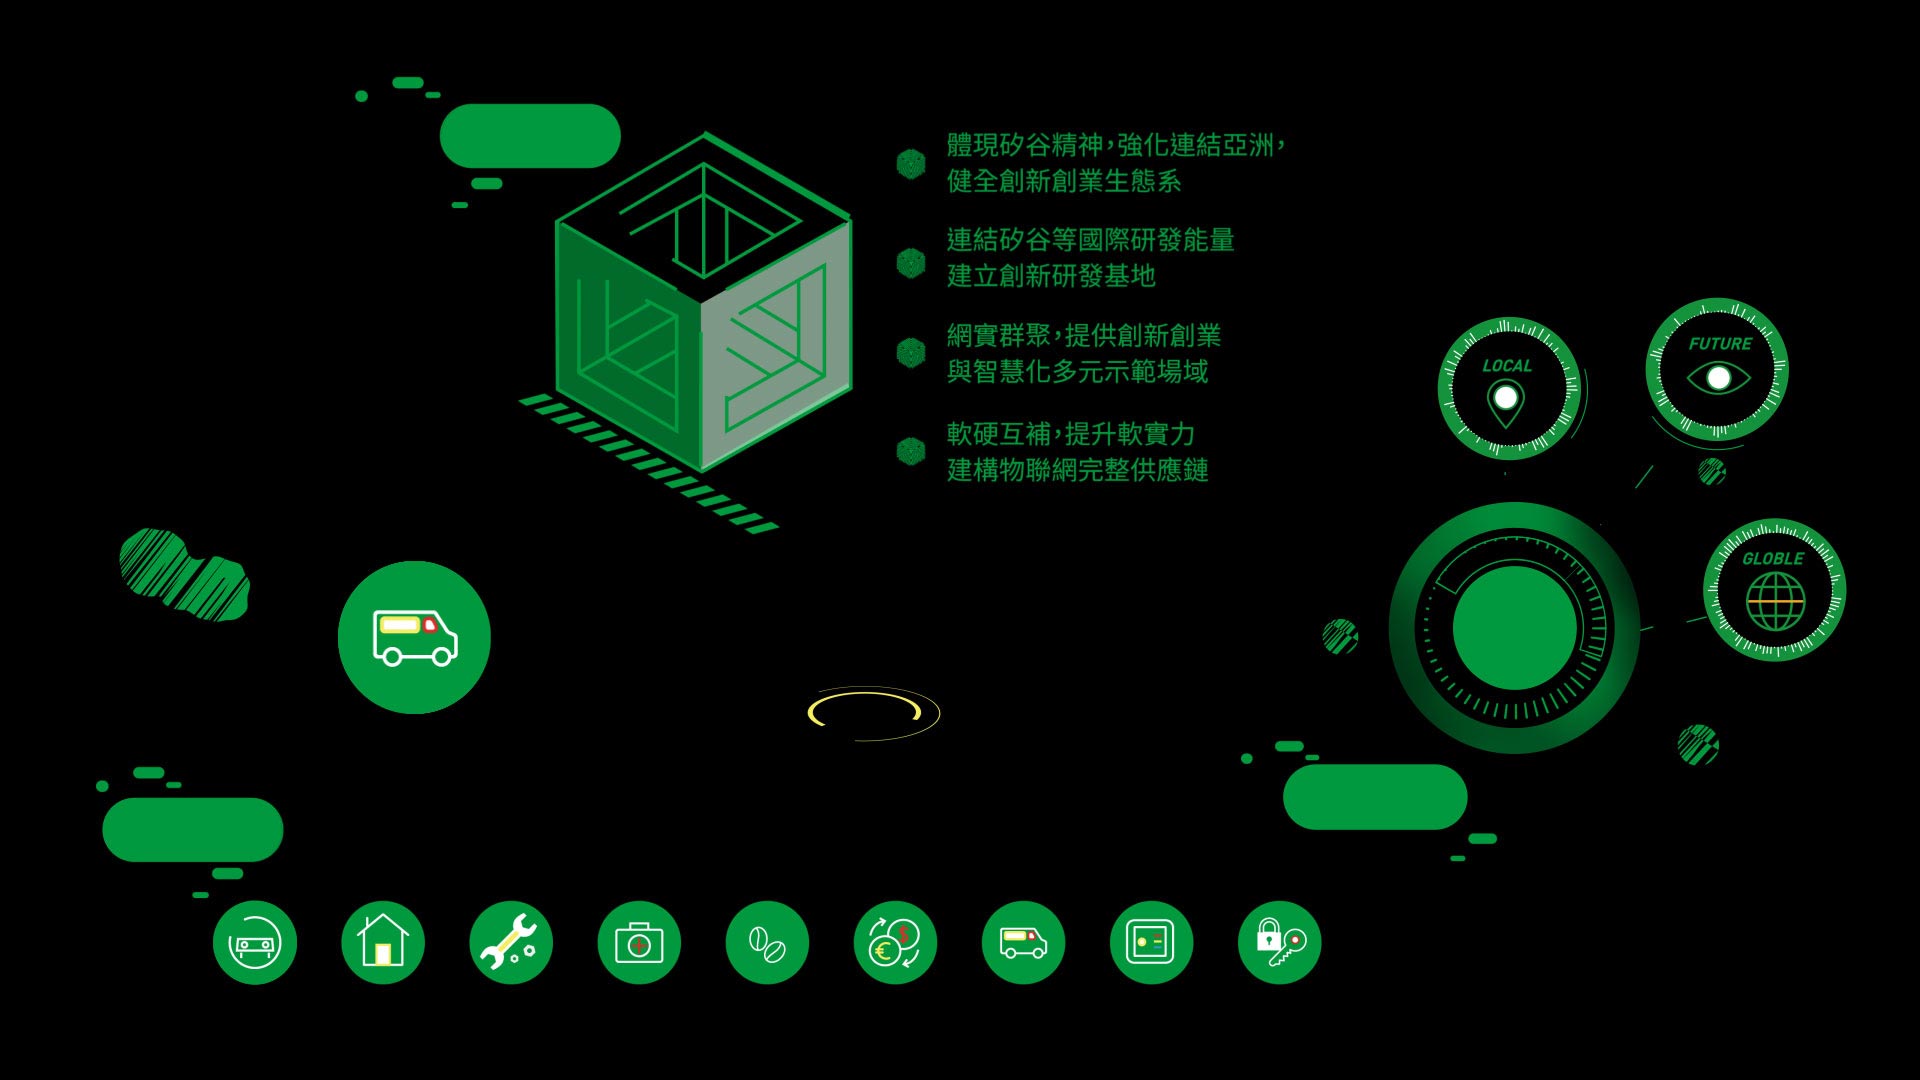 體現矽谷精神，強化連結亞洲，
健全創新創業生態系
連結矽谷等國際研發能量
建立創新研發基地
網實群聚，提供創新創業
與智慧化多元示範場域
軟硬互補，提升軟實力
建構物聯網完整供應鏈
LOCAL
FUTURE
GLOBLE